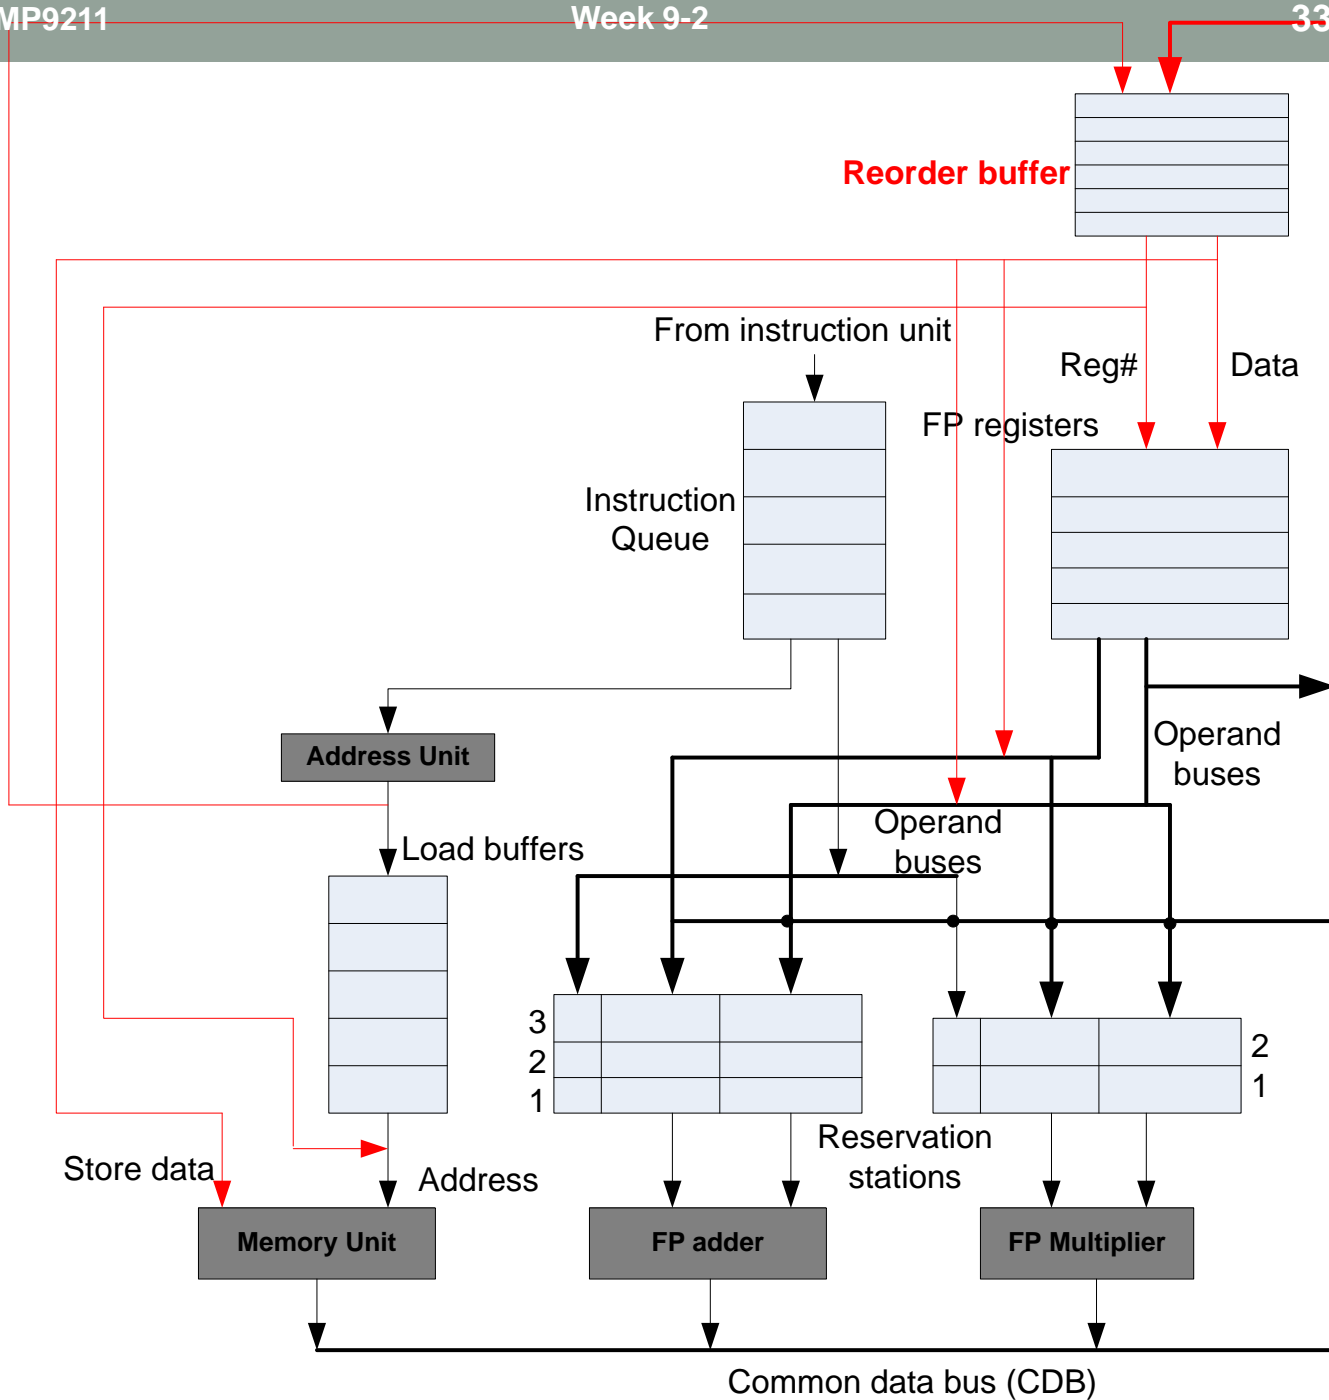 MP9211
Week 9-2
33
Reorder buffer
From instruction unit
Reg#
Data
FP registers
Instruction
Queue
Operand
buses
Address Unit
Operand
buses
Load buffers
3
2
1
2
1
Reservation
stations
Store data
Address
Memory Unit
FP adder
FP Multiplier
Common data bus (CDB)